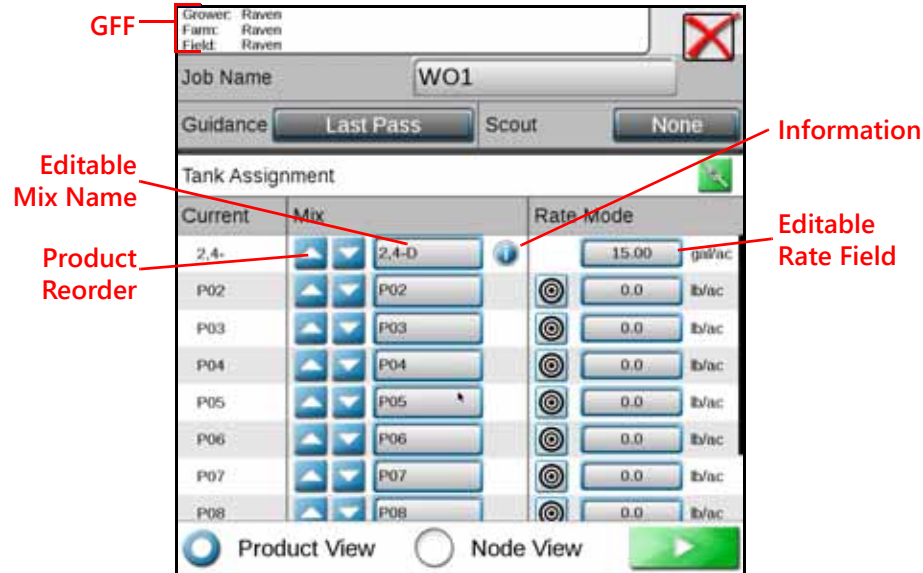 GFF
Grower: Raven
Farm: Raven
Field: Raven
Job Name WO1
Guidance Last Pass Scout None
Information
Editable
Mix Name
Tank Assignment
Current Mix Rate Mode
Editable
Rate Field
Product
Reorder
2,4- 2,4-D 15.00 gal/ac
P02 P02 0.0 lb/ac
P03 P03 0.0 lb/ac
P04 P04 0.0 lb/ac
P05 P05 0.0 lb/ac
P06 P06 0.0 lb/ac
P07 P07 0.0 lb/ac
P08 P08 0.0 lb/ac
Product View Node View